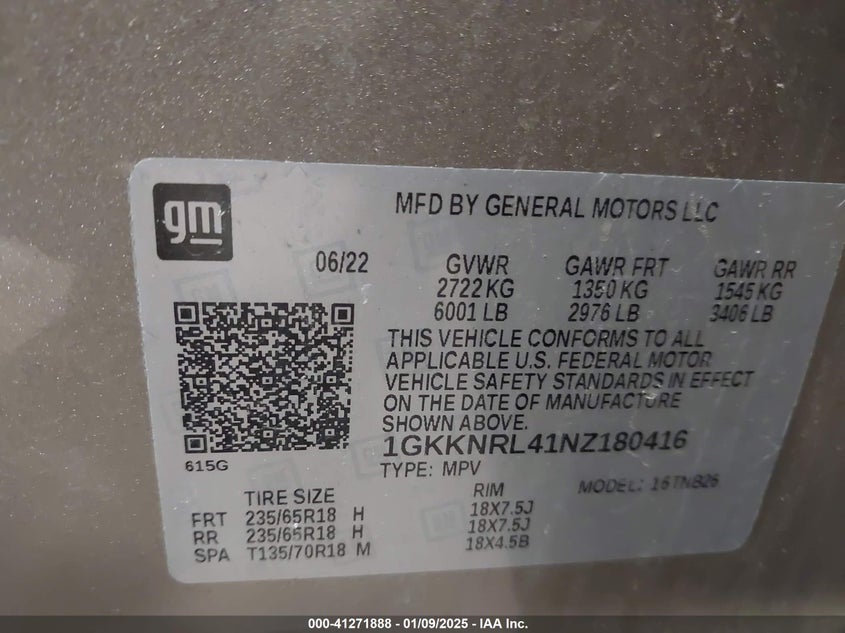 gm
MFD BY GENERAL MOTORS LLC
06/22 GVWR GAWR FRT GAWR RR
2722 KG 1350 KG 1545 KG
6001 LB 2976 LB 3406 LB
THIS VEHICLE CONFORMS TO ALL
APPLICABLE U.S. FEDERAL MOTOR
VEHICLE SAFETY STANDARDS IN EFFECT
ON THE DATE OF MANUFACTURE
SHOWN ABOVE.
1GKKNRL41NZ180416
615G
TYPE: MPV MODEL: 16TNB26
TIRE SIZE RIM
FRT 235/65R18 H 18X7.5J
RR 235/65R18 H 18X7.5J
SPA T135/70R18 M 18X4.5B
000-41271888 - 01/09/2025 - IAA Inc.